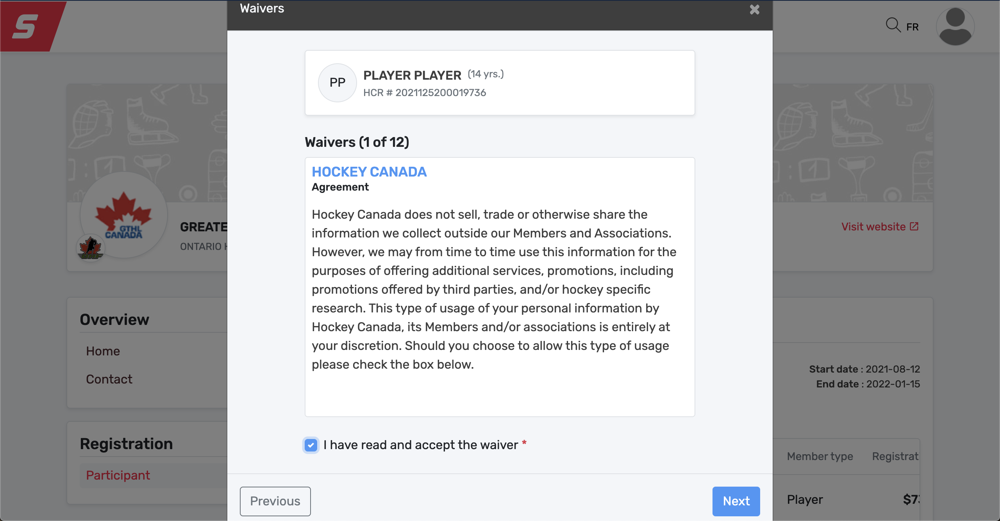 Waivers
S
FR
PP
PLAYER PLAYER (14 yrs.)
HCR # 2021125200019736
Waivers (1 of 12)
HOCKEY CANADA
Agreement
Hockey Canada does not sell, trade or otherwise share the
information we collect outside our Members and Associations.
However, we may from time to time use this information for the
purposes of offering additional services, promotions, including
promotions offered by third parties, and/or hockey specific
research. This type of usage of your personal information by
Hockey Canada, its Members and/or associations is entirely at
your discretion. Should you choose to allow this type of usage
please check the box below.
I have read and accept the waiver *
Previous
Next
GTHL
CANADA
OHF
GREATE
ONTARIO
Visit website
Overview
Home
Contact
Registration
Participant
Start date : 2021-08-12
End date : 2022-01-15
Member type Registrat
Player $73